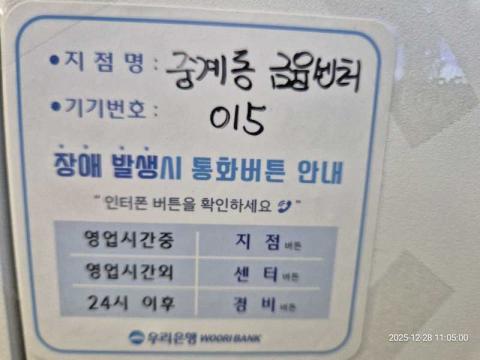 •지점명 : 중계동 금융센터
•기기번호 : 015
장애 발생시 통화버튼 안내
"인터폰 버튼을 확인하세요"
영업시간중 지점버튼
영업시간외 센터버튼
24시 이후 경비버튼
우리은행 WOORI BANK
2025-12-28 11:05:00